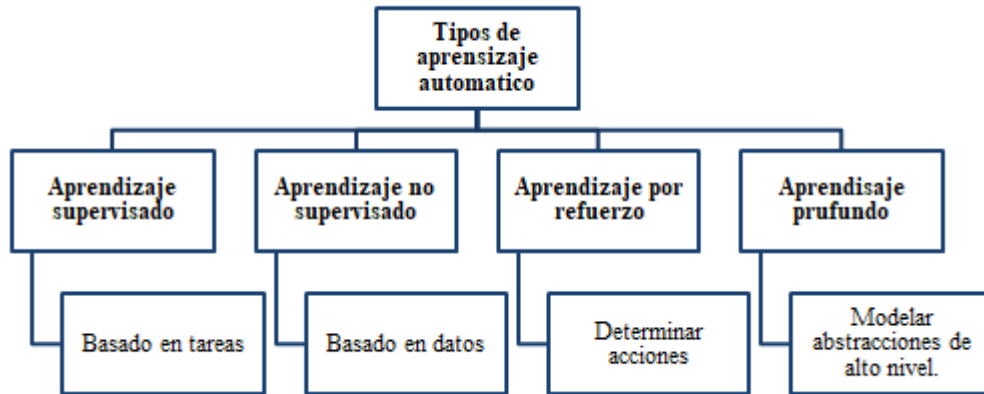 Tipos de
aprensizaje
automatico
Aprendizaje
supervisado
Aprendizaje no
supervisado
Aprendizaje por
refuerzo
Aprendisaje
prufundo
Basado en tareas
Basado en datos
Determinar
acciones
Modelar
abstracciones de
alto nivel.